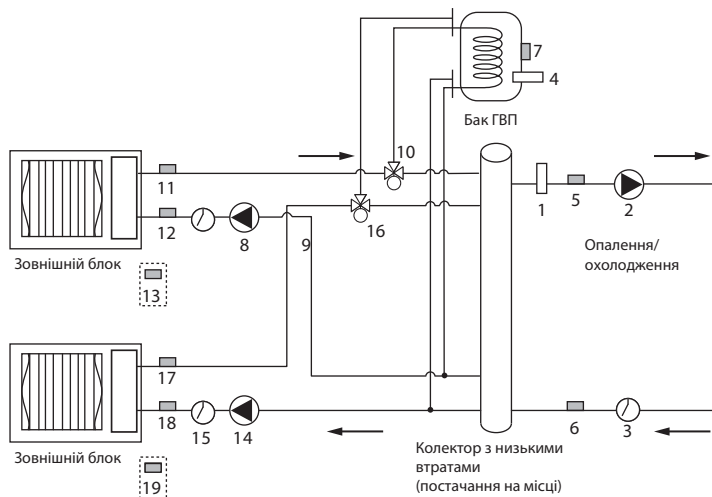 7
4
Бак ГВП
10
11
1
5
2
16
12
8
9
Опалення/
охолодження
Зовнішній блок
13
17
18
15
14
6
3
Зовнішній блок
Колектор з низькими
втратами
(постачання на місці)
19